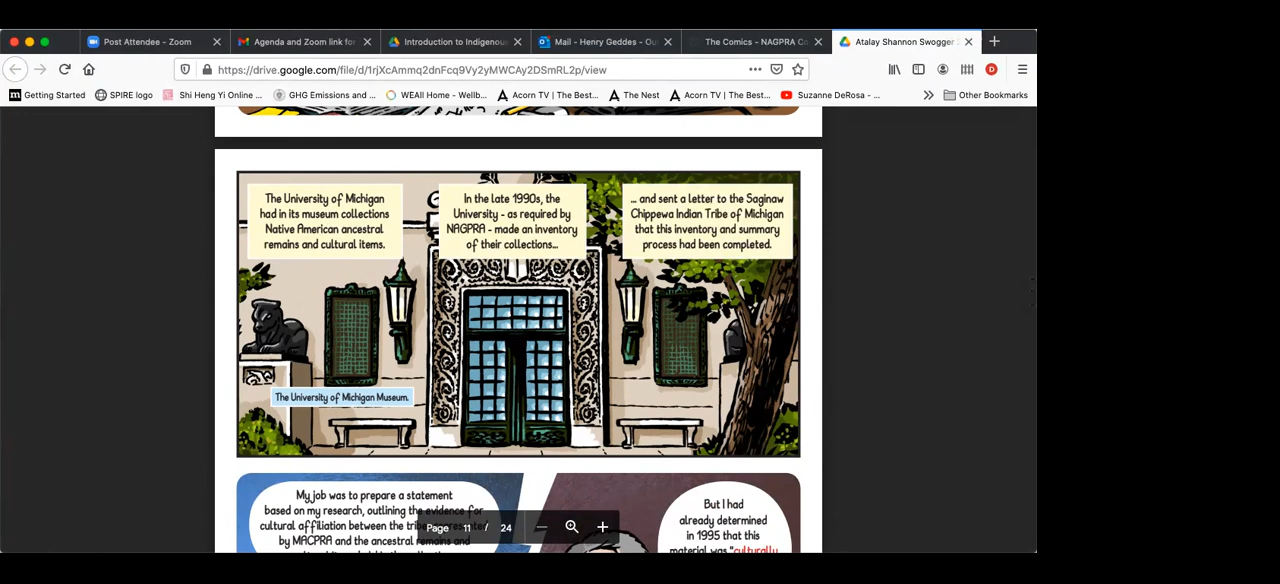 Post Attendee - Zoom
Agenda and Zoom link for
Introduction to Indigenou
Mail - Henry Geddes - Ou
The Comics - NAGPRA Co
Atalay Shannon Swogger
https://drive.google.com/file/d/1rjXcAmmq2dnFcq9Vy2yMWCAy2DSmRL2p/view
D
Getting Started
SPIRE logo
Shi Heng Yi Online ...
GHG Emissions and ...
WEAll Home - Wellb...
Acorn TV | The Best...
The Nest
Acorn TV | The Best...
Suzanne DeRosa - ...
Other Bookmarks
The University of Michigan
had in its museum collections
Native American ancestral
remains and cultural items.
In the late 1990s, the
University - as required by
NAGPRA - made an inventory
of their collections...
... and sent a letter to the Saginaw
Chippewa Indian Tribe of Michigan
that this inventory and summary
process had been completed.
The University of Michigan Museum.
My job was to prepare a statement
based on my research, outlining the evidence for
cultural affiliation between the tribes represented
by MACPRA and the ancestral remains and
But I had
already determined
in 1995 that this
material was "culturally
Page 11 / 24